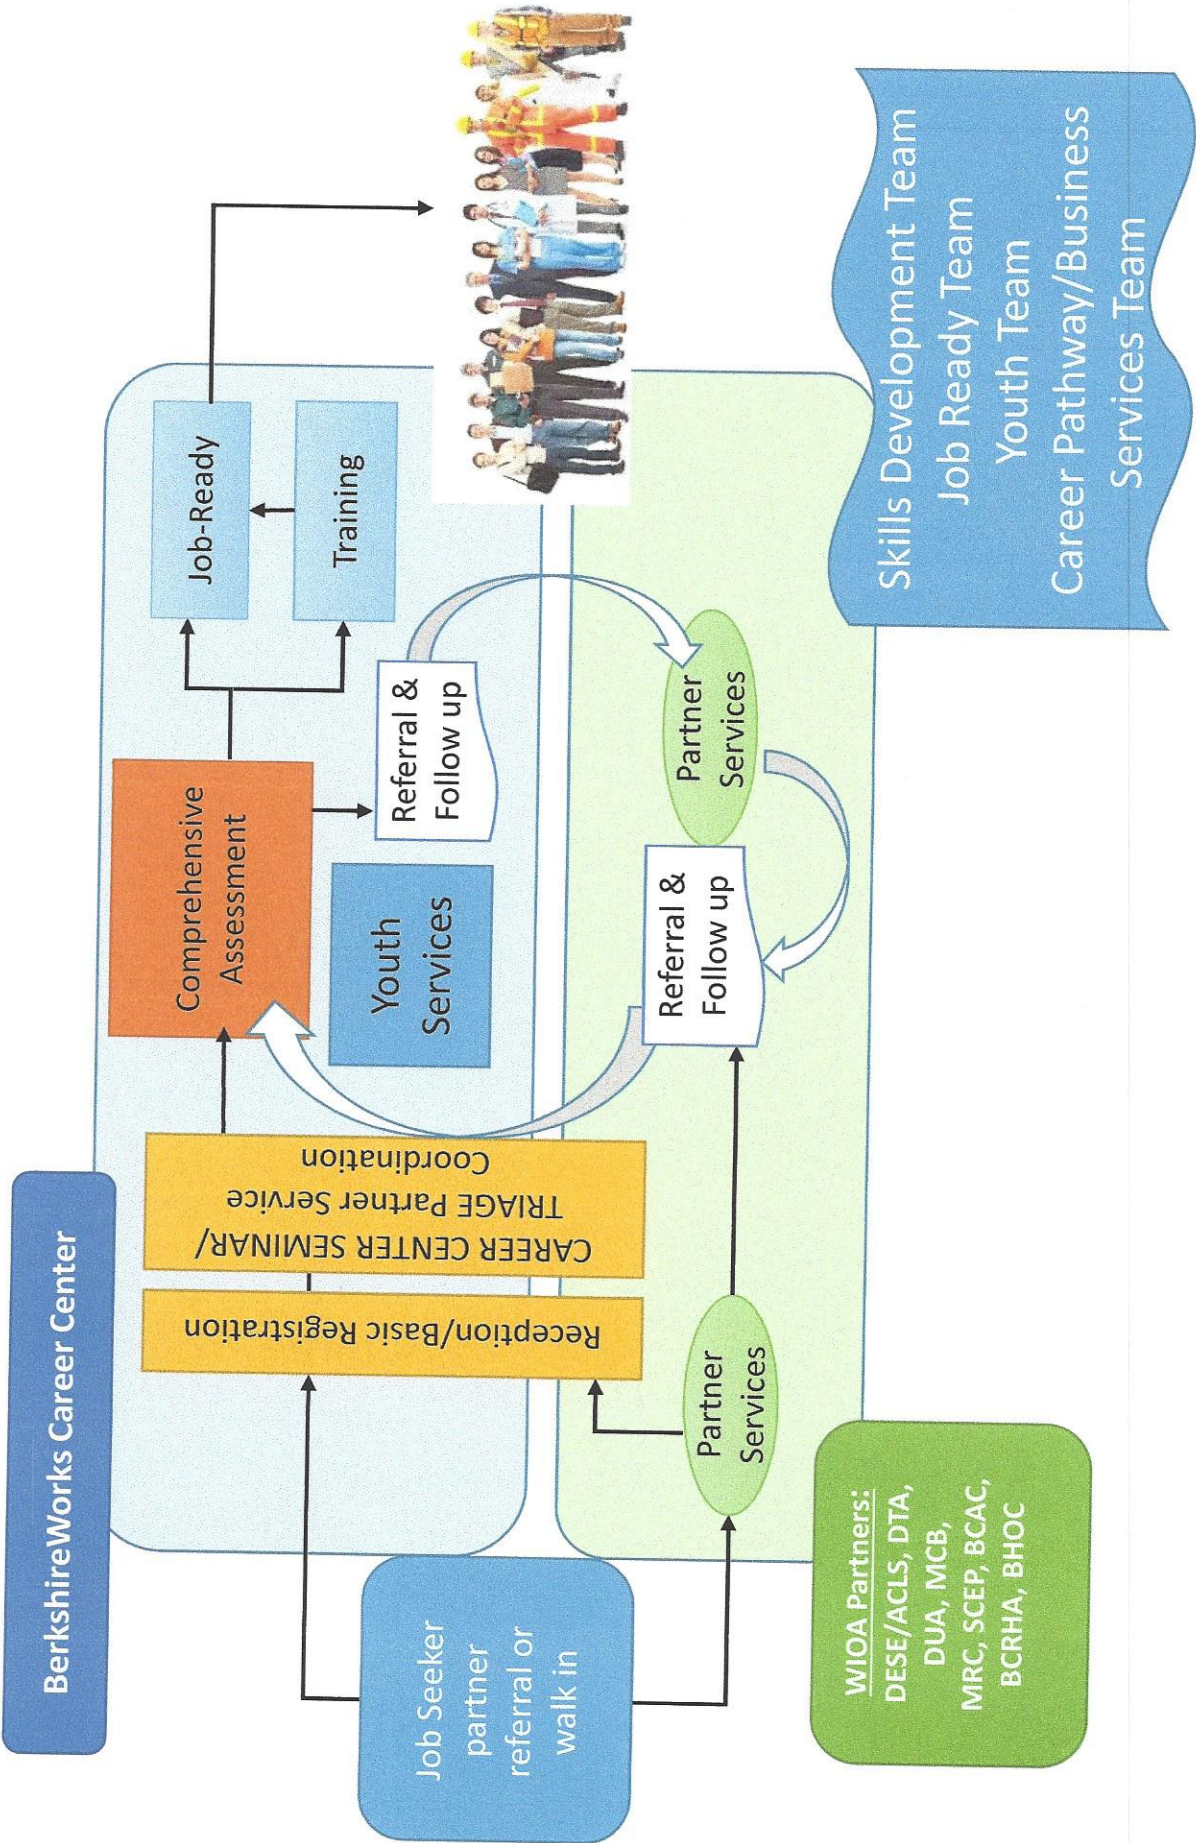 BerkshireWorks Career Center
Job Seeker
partner
referral or
walk in
Reception/Basic Registration
CAREER CENTER SEMINAR/
TRIAGE Partner Service
Coordination
Comprehensive
Assessment
Youth
Services
Referral &
Follow up
Job-Ready
Training
Partner
Services
Referral &
Follow up
Partner
Services
WIOA Partners:
DESE/ACLS, DTA,
DUA, MCB,
MRC, SCEP, BCAC,
BCRHA, BHOC
Skills Development Team
Job Ready Team
Youth Team
Career Pathway/Business
Services Team